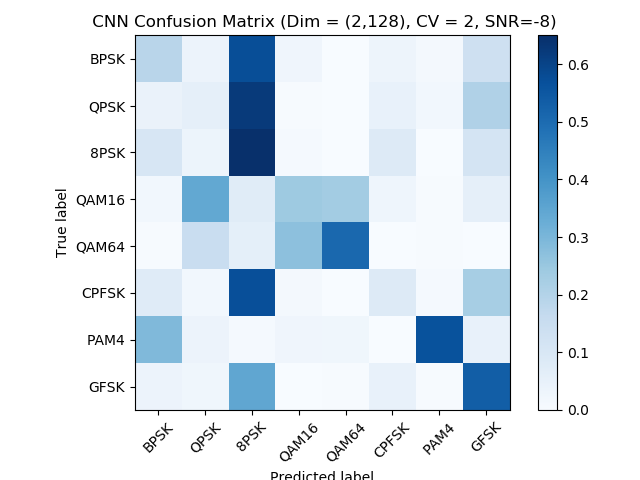 CNN Confusion Matrix (Dim = (2,128), CV = 2, SNR=-8)
True label
BPSK
QPSK
8PSK
QAM16
QAM64
CPFSK
PAM4
GFSK
BPSK QPSK 8PSK QAM16 QAM64 CPFSK PAM4 GFSK
Predicted label
0.6
0.5
0.4
0.3
0.2
0.1
0.0